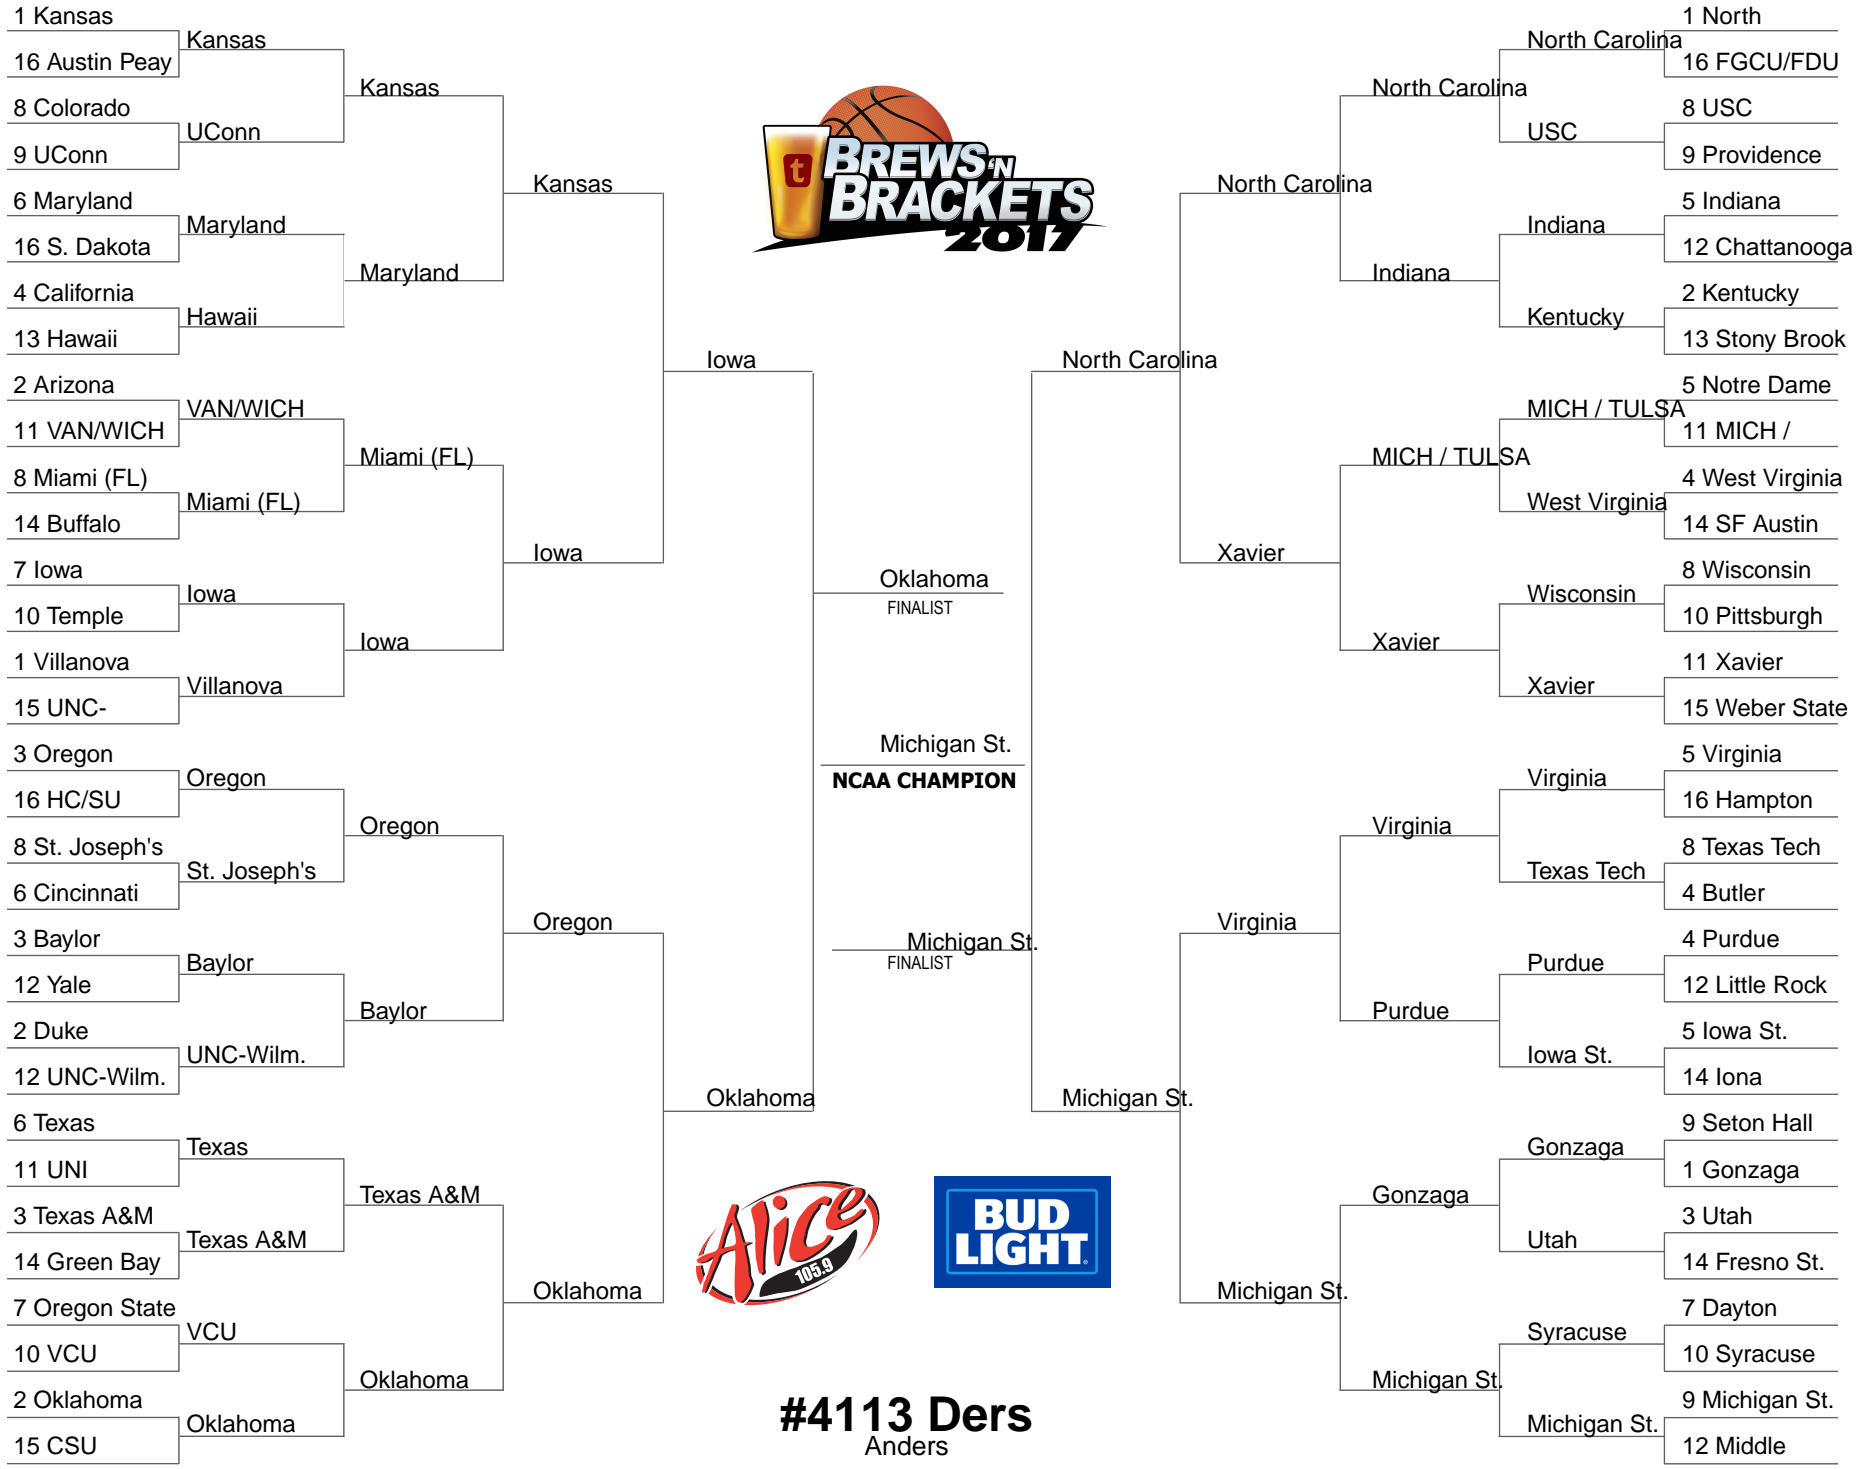 1 Kansas
16 Austin Peay
8 Colorado
9 UConn
6 Maryland
16 S. Dakota
4 California
13 Hawaii
2 Arizona
11 VAN/WICH
8 Miami (FL)
14 Buffalo
7 Iowa
10 Temple
1 Villanova
15 UNC-
3 Oregon
16 HC/SU
8 St. Joseph's
6 Cincinnati
3 Baylor
12 Yale
2 Duke
12 UNC-Wilm.
6 Texas
11 UNI
3 Texas A&M
14 Green Bay
7 Oregon State
10 VCU
2 Oklahoma
15 CSU
Kansas
UConn
Maryland
Hawaii
VAN/WICH
Miami (FL)
Iowa
Villanova
Oregon
St. Joseph's
Baylor
UNC-Wilm.
Texas
Texas A&M
VCU
Oklahoma
Kansas
Maryland
Miami (FL)
Iowa
Oregon
Baylor
Texas A&M
Oklahoma
Kansas
Iowa
Oregon
Oklahoma
Iowa
Oklahoma
t
BREWS 'N
BRACKETS
2017
Oklahoma
FINALIST
Michigan St.
NCAA CHAMPION
Michigan St.
FINALIST
Alice
105.9
BUD
LIGHT
#4113 Ders
Anders
North Carolina
Michigan St.
North Carolina
Xavier
Virginia
Michigan St.
North Carolina
Indiana
MICH / TULSA
Xavier
Virginia
Purdue
Gonzaga
Michigan St.
North Carolina
USC
Indiana
Kentucky
MICH / TULSA
West Virginia
Wisconsin
Xavier
Virginia
Texas Tech
Purdue
Iowa St.
Gonzaga
Utah
Syracuse
Michigan St.
1 North
16 FGCU/FDU
8 USC
9 Providence
5 Indiana
12 Chattanooga
2 Kentucky
13 Stony Brook
5 Notre Dame
11 MICH /
4 West Virginia
14 SF Austin
8 Wisconsin
10 Pittsburgh
11 Xavier
15 Weber State
5 Virginia
16 Hampton
8 Texas Tech
4 Butler
4 Purdue
12 Little Rock
5 Iowa St.
14 Iona
9 Seton Hall
1 Gonzaga
3 Utah
14 Fresno St.
7 Dayton
10 Syracuse
9 Michigan St.
12 Middle